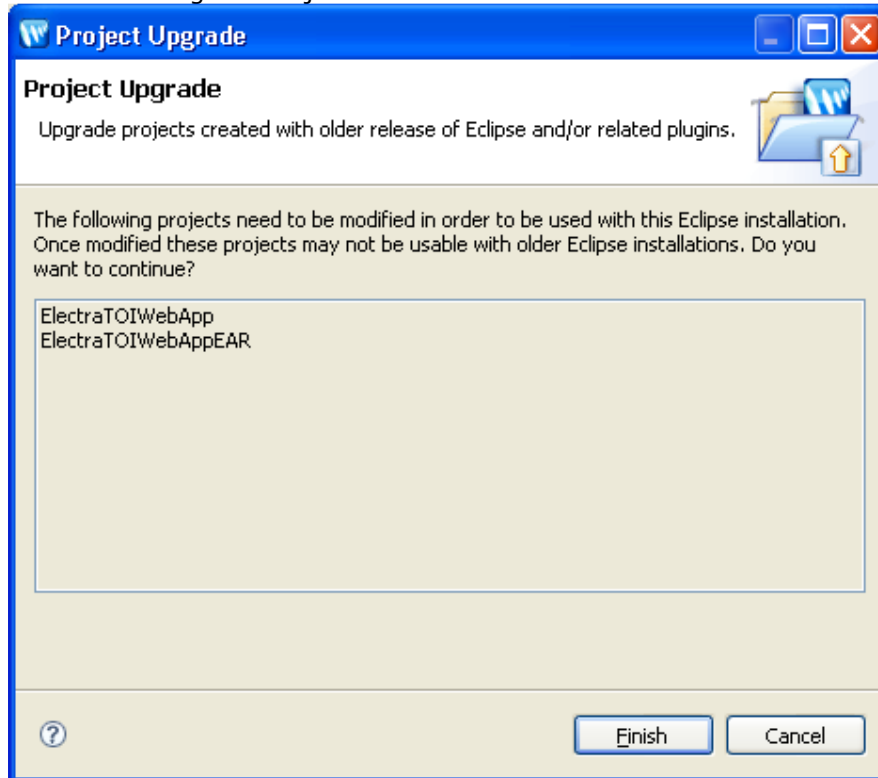 Project Upgrade
Project Upgrade
Upgrade projects created with older release of Eclipse and/or related plugins.
The following projects need to be modified in order to be used with this Eclipse installation.
Once modified these projects may not be usable with older Eclipse installations. Do you
want to continue?
ElectraTOIWebApp
ElectraTOIWebAppEAR
Finish
Cancel